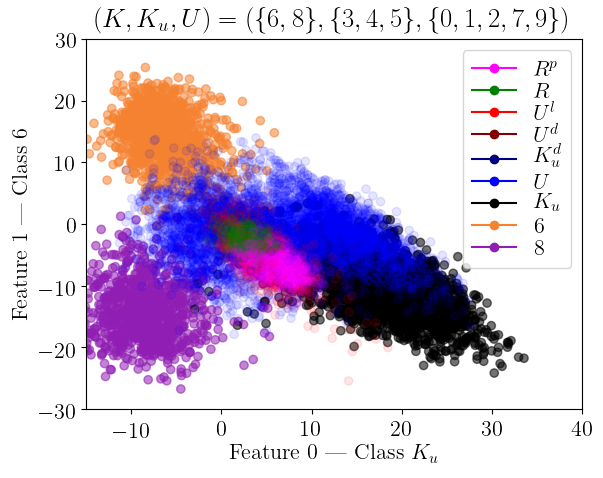 (K, K_u, U) = ({6, 8}, {3, 4, 5}, {0, 1, 2, 7, 9})
30
20
10
0
−10
−20
−30
Feature 1 — Class 6
R^p
R
U^l
U^d
K_u^d
U
K_u
6
8
−10
0
10
20
30
40
Feature 0 — Class K_u